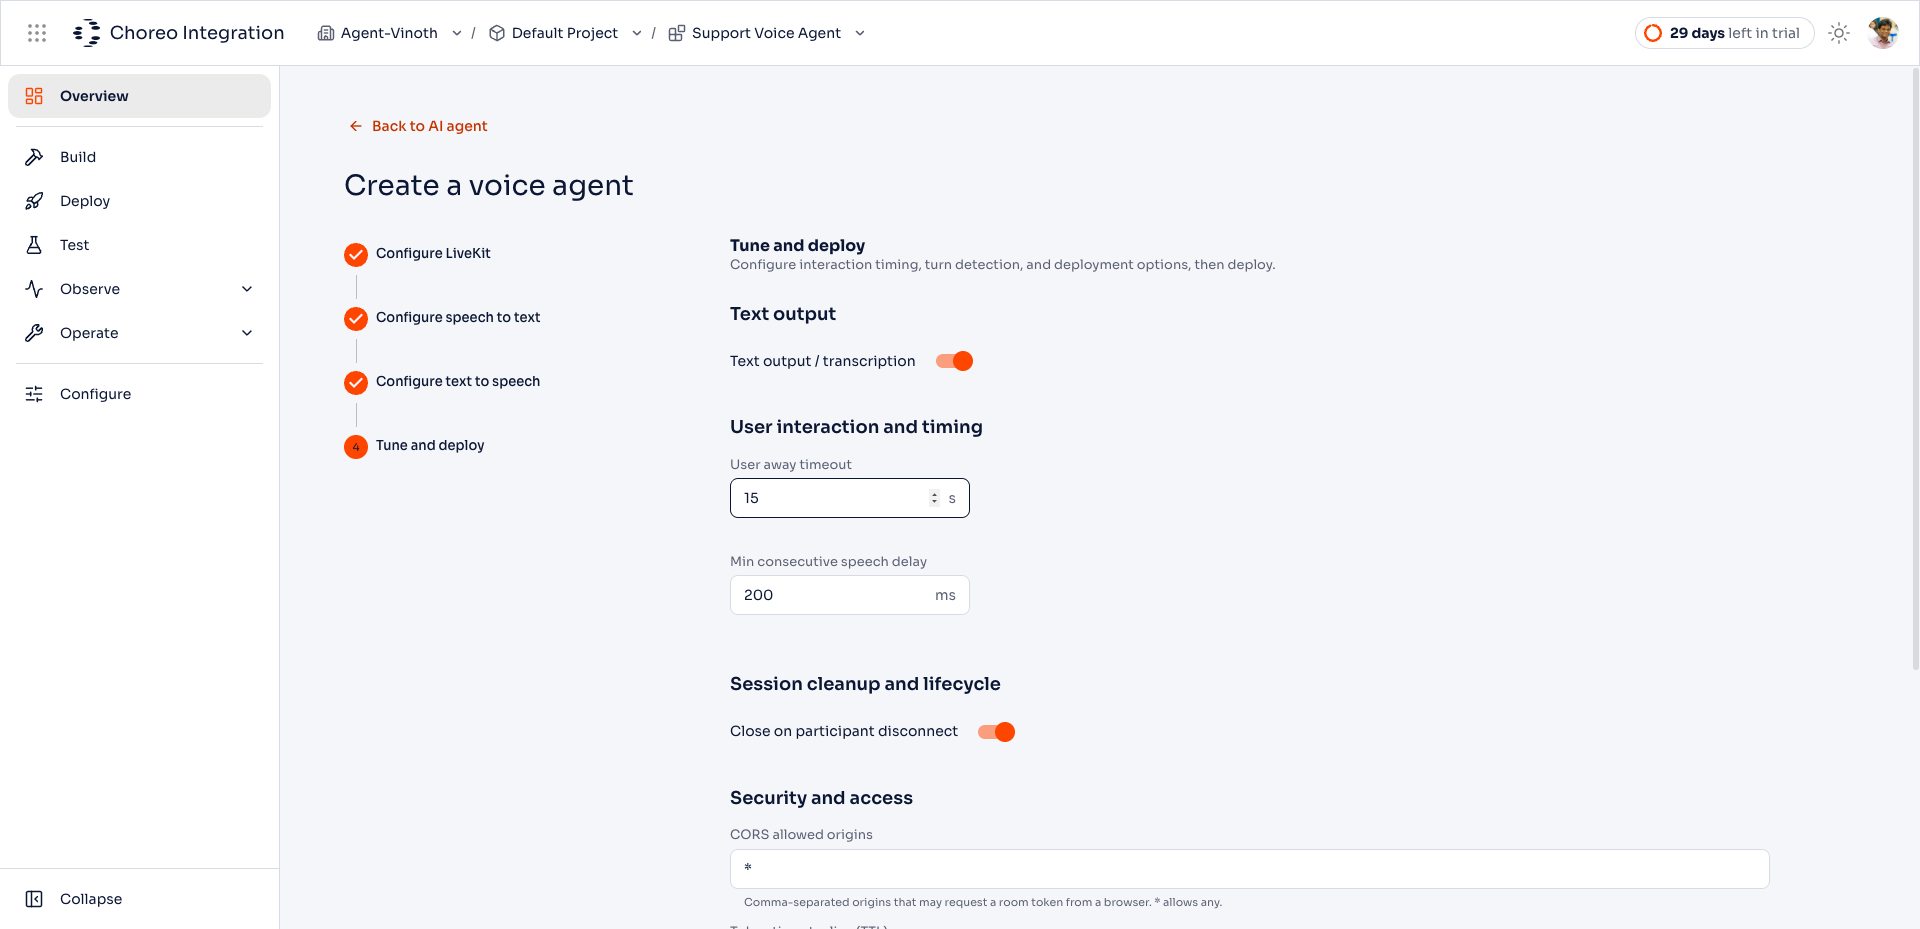 Choreo Integration
Agent-Vinoth / Default Project / Support Voice Agent
29 days left in trial
Overview
Build
Deploy
Test
Observe
Operate
Configure
Collapse
Back to AI agent
Create a voice agent
Configure LiveKit
Configure speech to text
Configure text to speech
4 Tune and deploy
Tune and deploy
Configure interaction timing, turn detection, and deployment options, then deploy.
Text output
Text output / transcription
User interaction and timing
User away timeout
15 s
Min consecutive speech delay
200 ms
Session cleanup and lifecycle
Close on participant disconnect
Security and access
CORS allowed origins
*
Comma-separated origins that may request a room token from a browser. * allows any.